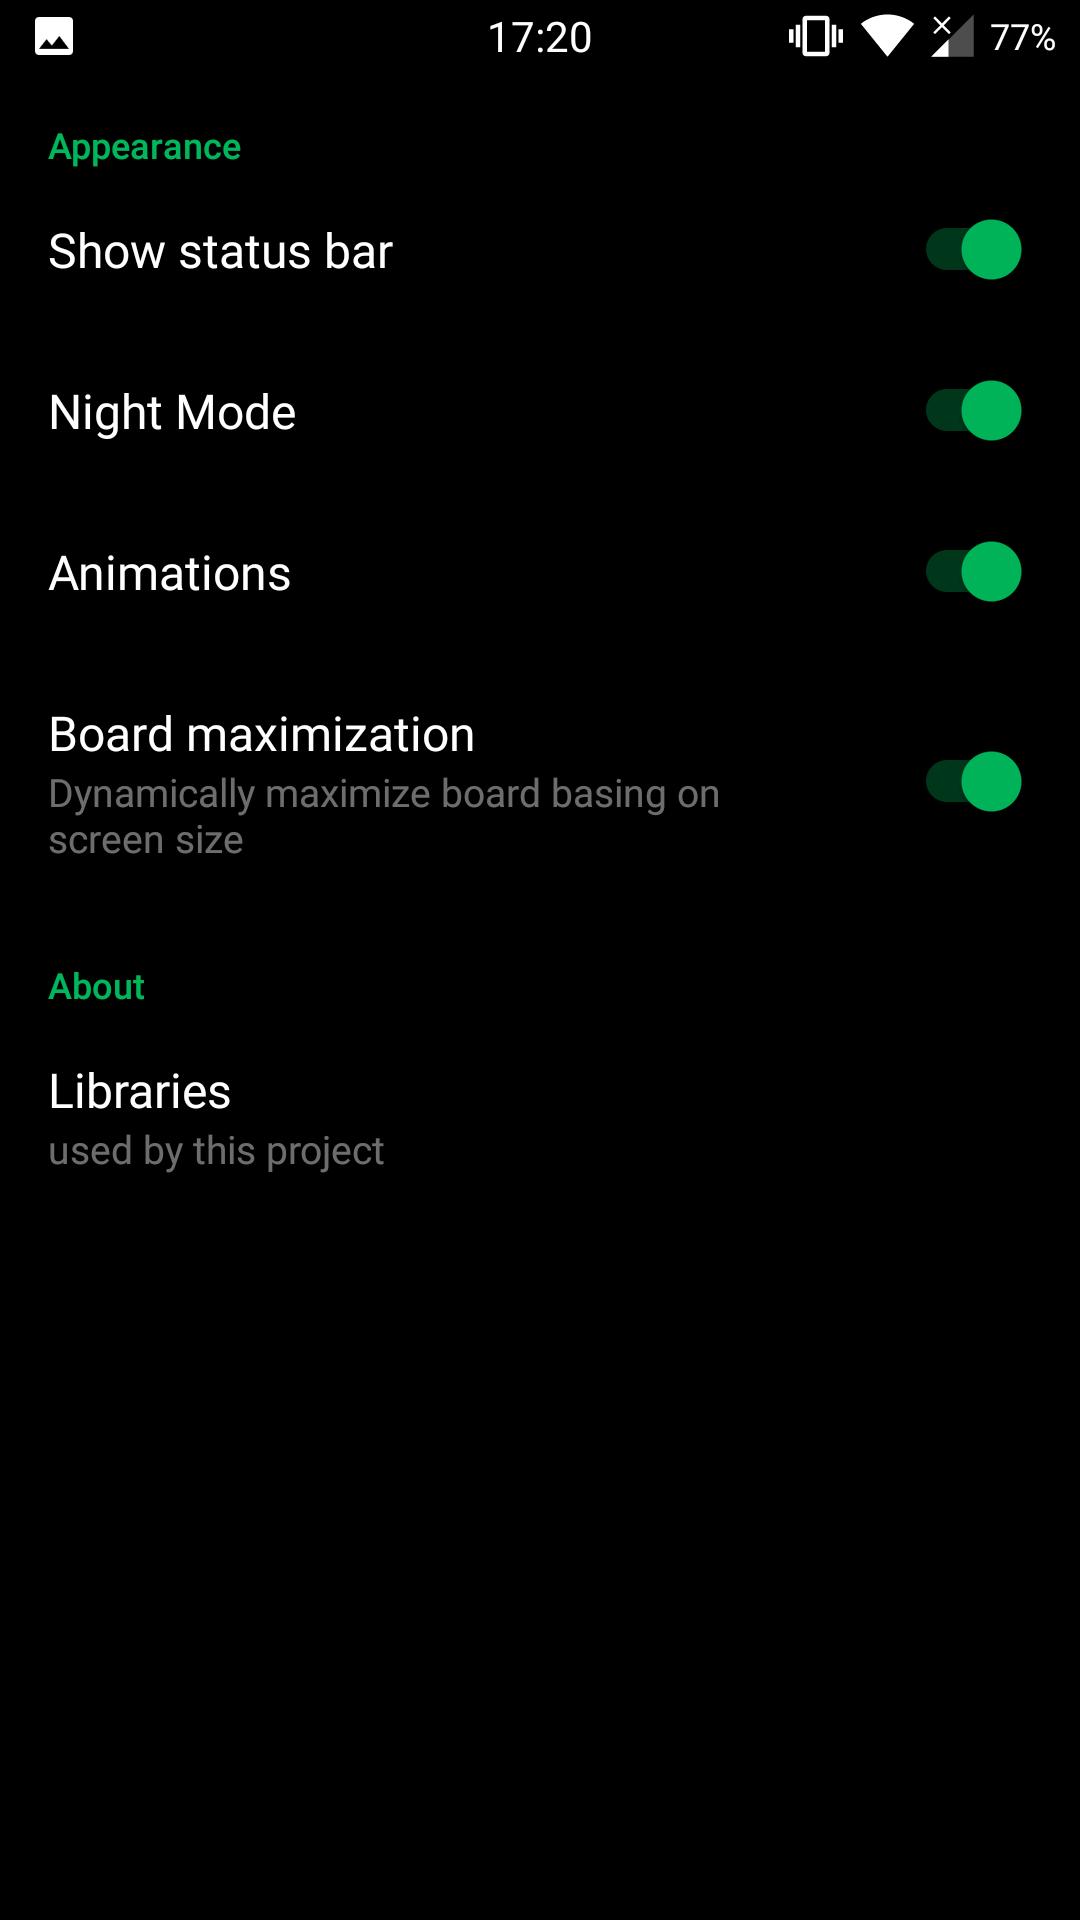 17:20
77%
Appearance
Show status bar
Night Mode
Animations
Board maximization
Dynamically maximize board basing on
screen size
About
Libraries
used by this project